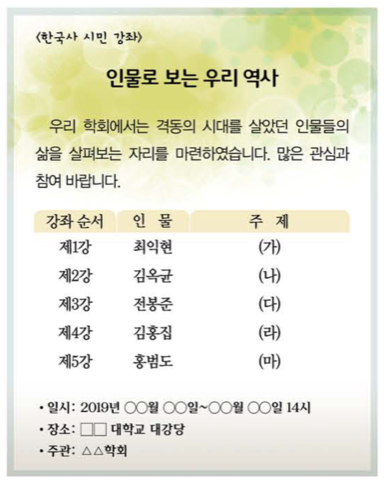 <한국사 시민 강좌>
인물로 보는 우리 역사
우리 학회에서는 격동의 시대를 살았던 인물들의
삶을 살펴보는 자리를 마련하였습니다. 많은 관심과
참여 바랍니다.
강좌 순서 인 물 주 제
제1강 최익현 (가)
제2강 김옥균 (나)
제3강 전봉준 (다)
제4강 김홍집 (라)
제5강 홍범도 (마)
• 일시: 2019년 ○○월 ○○일~○○월 ○○일 14시
• 장소: □□ 대학교 대강당
• 주관: △△학회